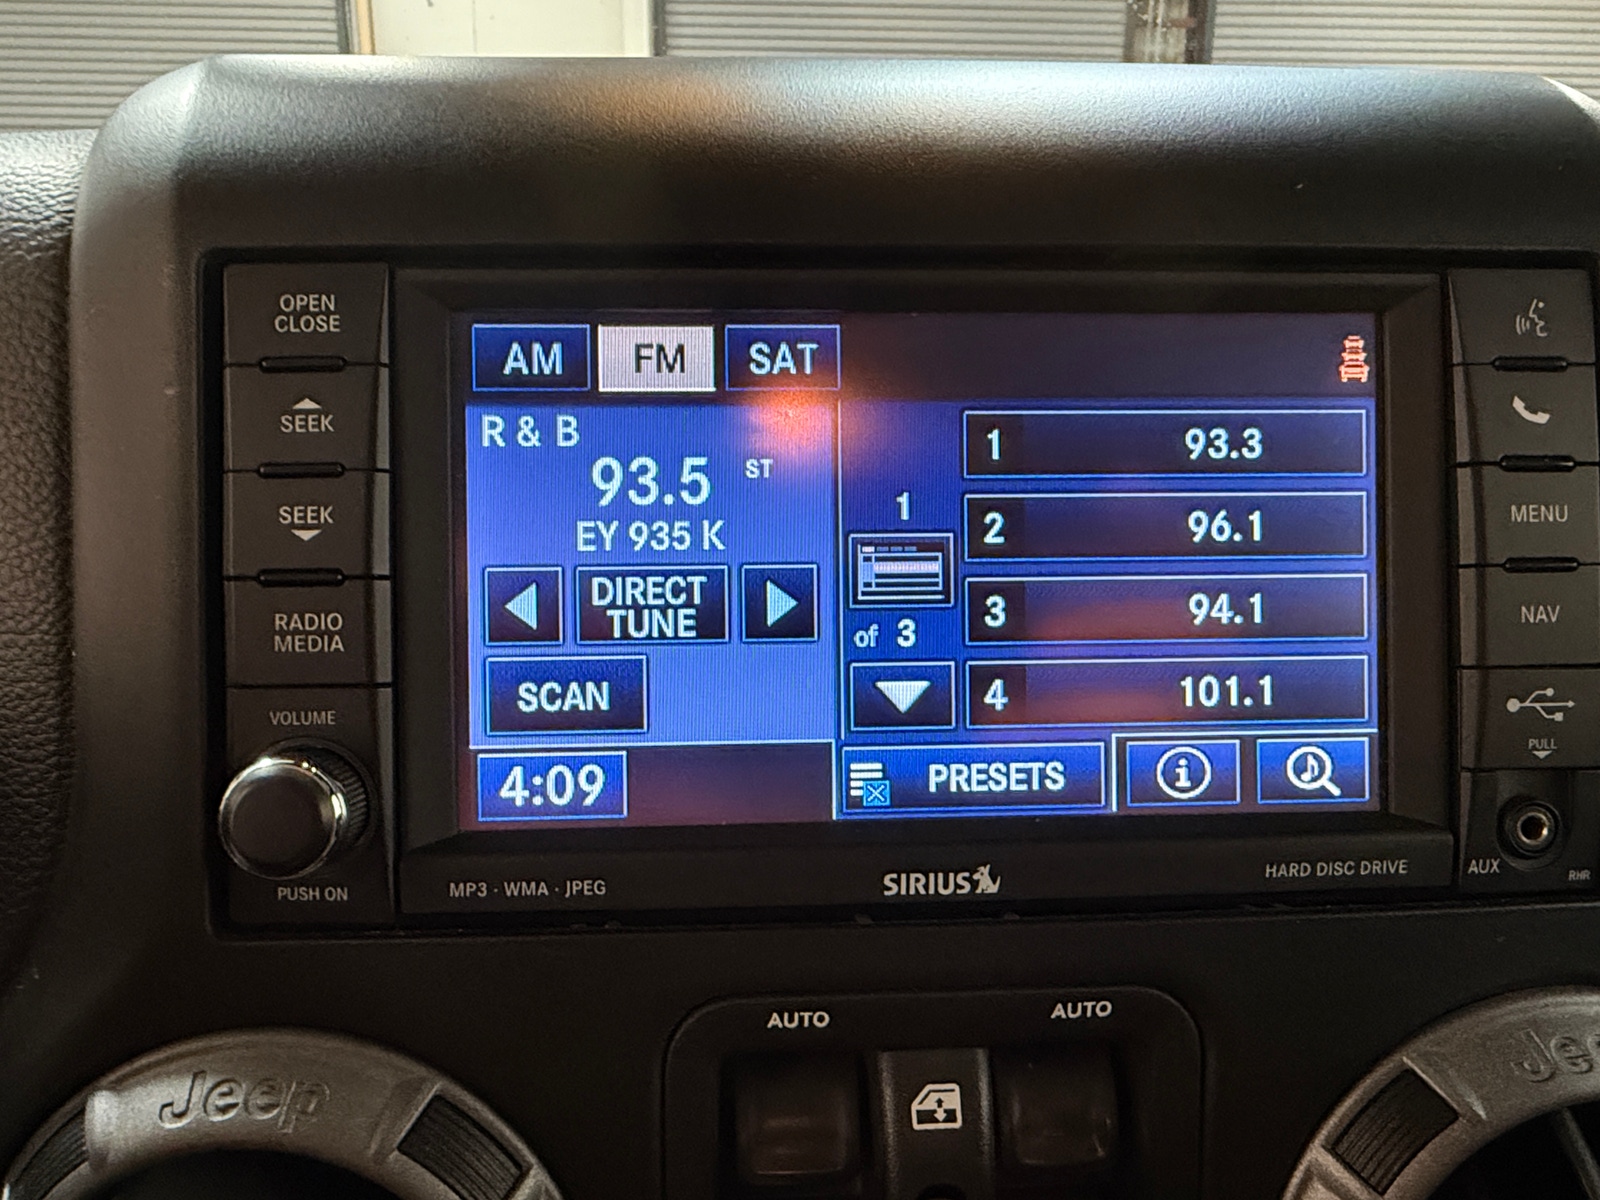 OPEN
CLOSE
SEEK
SEEK
RADIO
MEDIA
VOLUME
PUSH ON
AM FM SAT
R & B
93.5 ST
EY 935 K
DIRECT
TUNE
SCAN
4:09
1
of 3
1 93.3
2 96.1
3 94.1
4 101.1
PRESETS
i
MENU
NAV
PULL
AUX
RHR
MP3 · WMA · JPEG
SIRIUS
HARD DISC DRIVE
AUTO
AUTO
Jeep
Jee